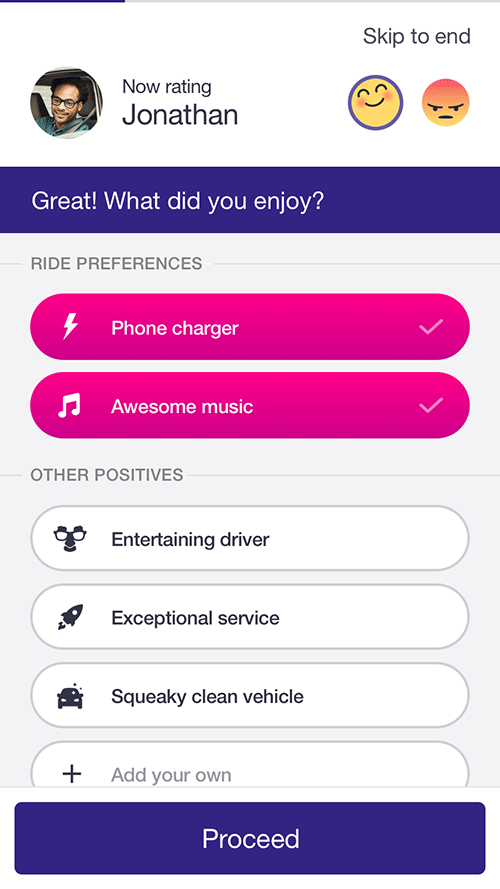 Skip to end
Now rating
Jonathan
Great! What did you enjoy?
RIDE PREFERENCES
Phone charger
Awesome music
OTHER POSITIVES
Entertaining driver
Exceptional service
Squeaky clean vehicle
Add your own
Proceed